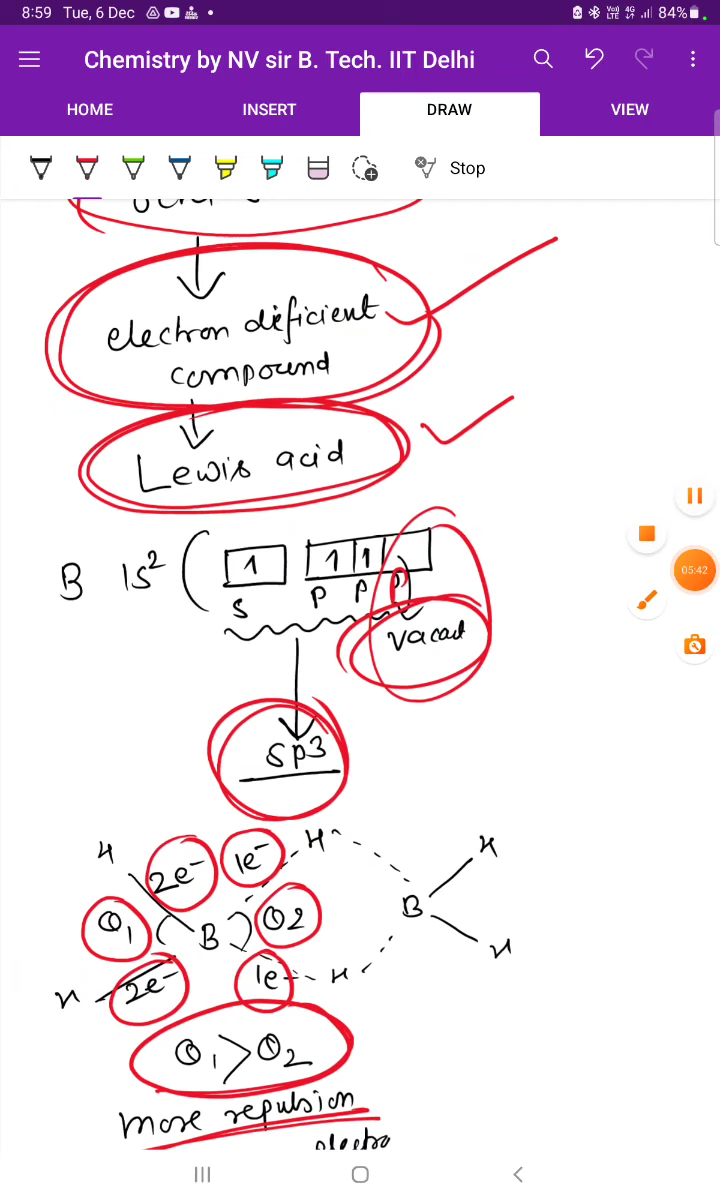 8:59 Tue, 6 Dec 84%
Chemistry by NV sir B. Tech. IIT Delhi
HOME INSERT DRAW VIEW
Stop
electron dificient
compound
Lewis acid
05:42
B 1s² ( 1 1 1 )
s p p p
vacant
sp3
H 2e⁻ 1e⁻ H H
θ₁ B θ2 B
H 2e⁻ 1e⁻ H H
θ₁ > θ₂
more repulsion